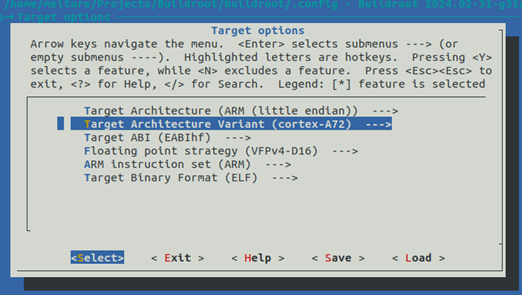 /home/nelture/Projects/Buildroot/buildroot/.config - Buildroot 2024.02-31-g31a
→ Target options
Target options
Arrow keys navigate the menu. <Enter> selects submenus ---> (or
empty submenus ----). Highlighted letters are hotkeys. Pressing <Y>
selects a feature, while <N> excludes a feature. Press <Esc><Esc> to
exit, <?> for Help, </> for Search. Legend: [*] feature is selected
Target Architecture (ARM (little endian)) --->
Target Architecture Variant (cortex-A72) --->
Target ABI (EABIhf) --->
Floating point strategy (VFPv4-D16) --->
ARM instruction set (ARM) --->
Target Binary Format (ELF) --->
<Select> < Exit > < Help > < Save > < Load >